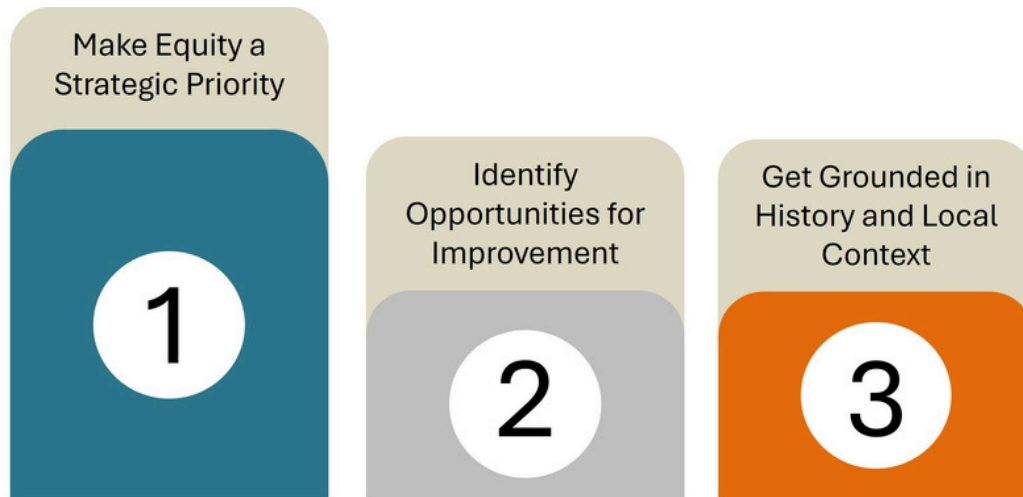 Make Equity a
Strategic Priority
1
Identify
Opportunities for
Improvement
2
Get Grounded in
History and Local
Context
3